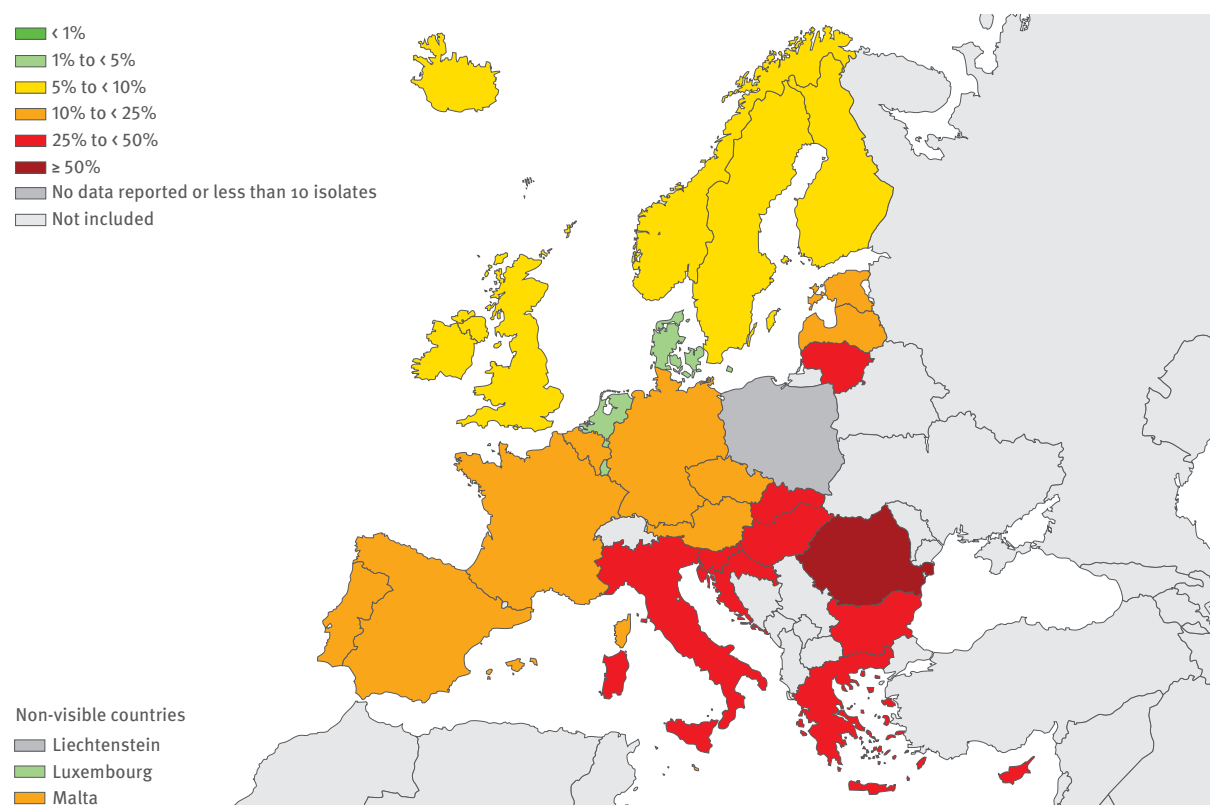 < 1%
1% to < 5%
5% to < 10%
10% to < 25%
25% to < 50%
≥ 50%
No data reported or less than 10 isolates
Not included
Non-visible countries
Liechtenstein
Luxembourg
Malta